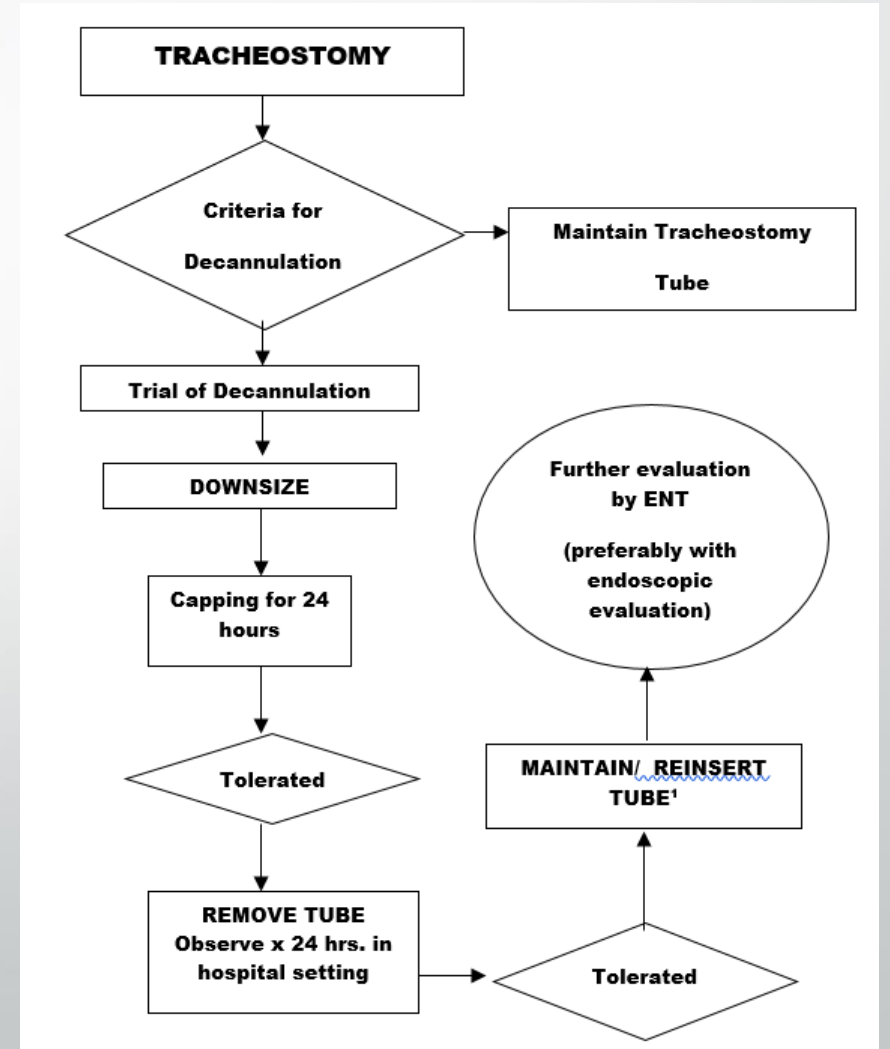 TRACHEOSTOMY
Criteria for
Decannulation
Maintain Tracheostomy
Tube
Trial of Decannulation
DOWNSIZE
Capping for 24
hours
Tolerated
REMOVE TUBE
Observe x 24 hrs. in
hospital setting
Tolerated
MAINTAIN/ REINSERT
TUBE¹
Further evaluation
by ENT
(preferably with
endoscopic
evaluation)